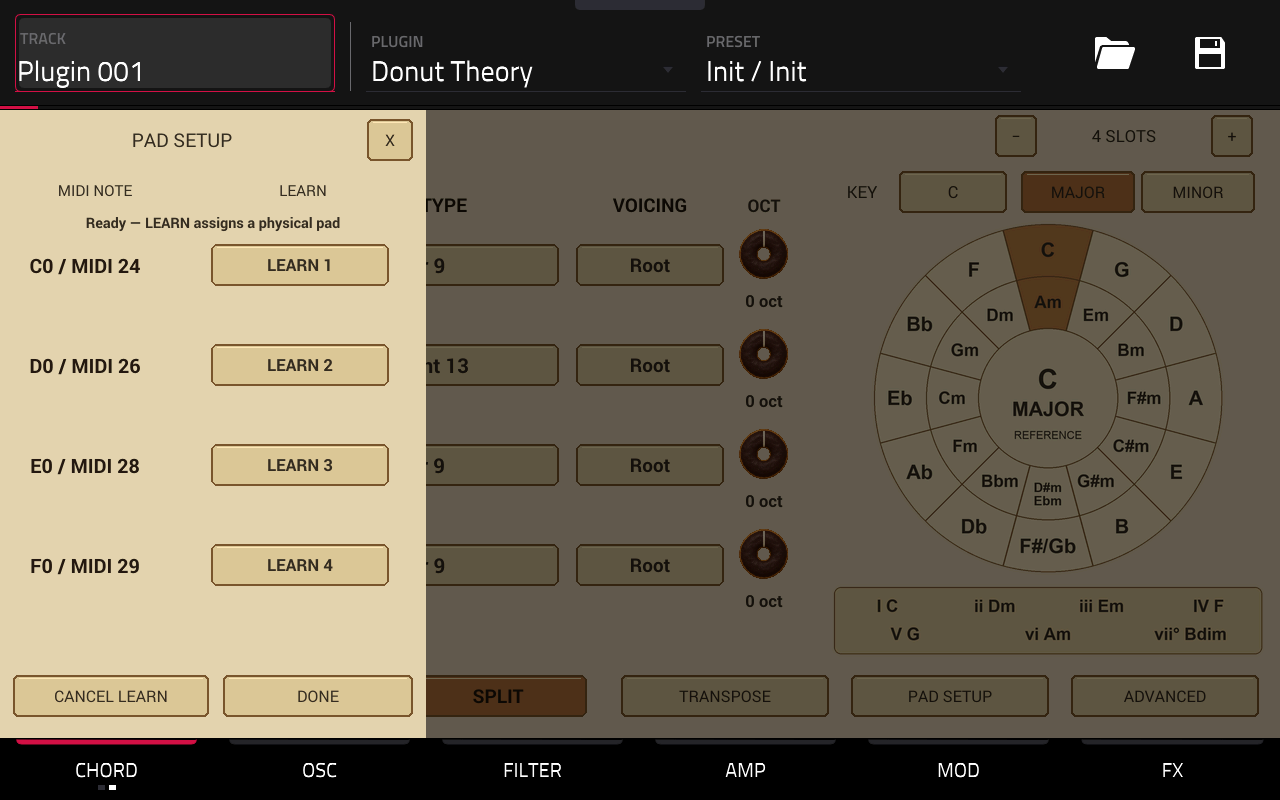 TRACK
Plugin 001
PLUGIN
Donut Theory
PRESET
Init / Init
PAD SETUP
X
MIDI NOTE
LEARN
Ready — LEARN assigns a physical pad
C0 / MIDI 24
LEARN 1
D0 / MIDI 26
LEARN 2
E0 / MIDI 28
LEARN 3
F0 / MIDI 29
LEARN 4
CANCEL LEARN
DONE
TYPE
VOICING
OCT
9
Root
0 oct
13
Root
0 oct
9
Root
0 oct
9
Root
0 oct
−
4 SLOTS
+
KEY
C
MAJOR
MINOR
C
G
D
A
E
B
F#/Gb
Db
Ab
Eb
Bb
F
Am
Em
Bm
F#m
C#m
G#m
D#m
Ebm
Bbm
Fm
Cm
Gm
Dm
C
MAJOR
REFERENCE
I C
ii Dm
iii Em
IV F
V G
vi Am
vii° Bdim
SPLIT
TRANSPOSE
PAD SETUP
ADVANCED
CHORD
OSC
FILTER
AMP
MOD
FX